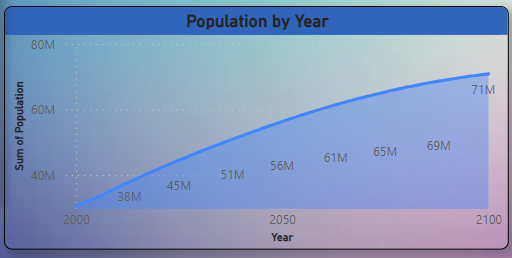 Population by Year
Sum of Population
80M
60M
40M
38M
45M
51M
56M
61M
65M
69M
71M
2000
2050
2100
Year